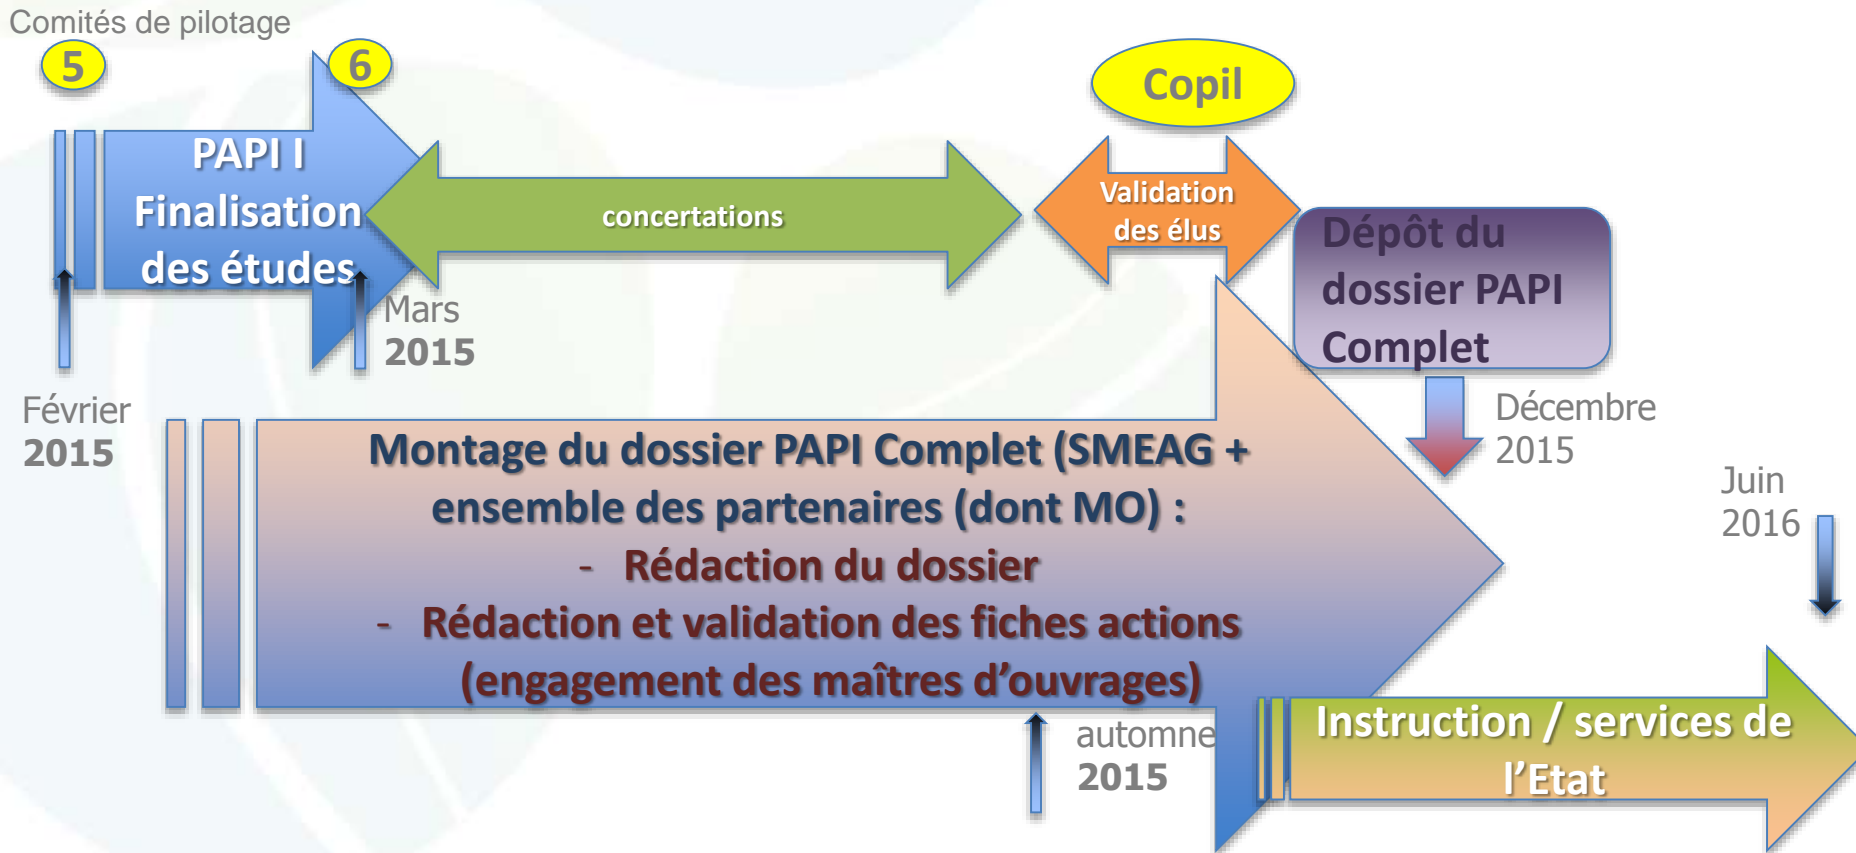 Comités de pilotage
5
6
Copil
PAPI I
Finalisation
des études
concertations
Validation
des élus
Dépôt du
dossier PAPI
Complet
Mars
2015
Février
2015
Décembre
2015
Juin
2016
Montage du dossier PAPI Complet (SMEAG +
ensemble des partenaires (dont MO) :
- Rédaction du dossier
- Rédaction et validation des fiches actions
(engagement des maîtres d’ouvrages)
automne
2015
Instruction / services de
l’Etat